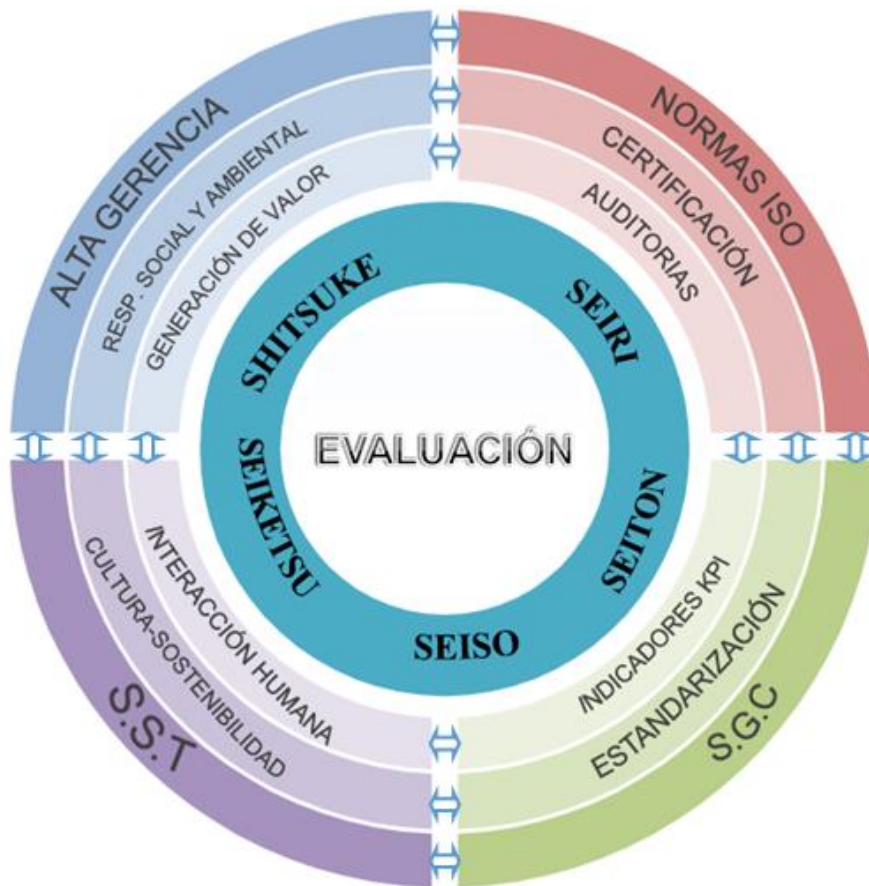 ALTA GERENCIA
RESP. SOCIAL Y AMBIENTAL
GENERACIÓN DE VALOR
NORMAS ISO
CERTIFICACIÓN
AUDITORIAS
SHITSUKE
SEIRI
EVALUACIÓN
SEIKETSU
SEITON
SEISO
INTERACCIÓN HUMANA
CULTURA-SOSTENIBILIDAD
S.S.T
INDICADORES KPI
ESTANDARIZACIÓN
S.G.C